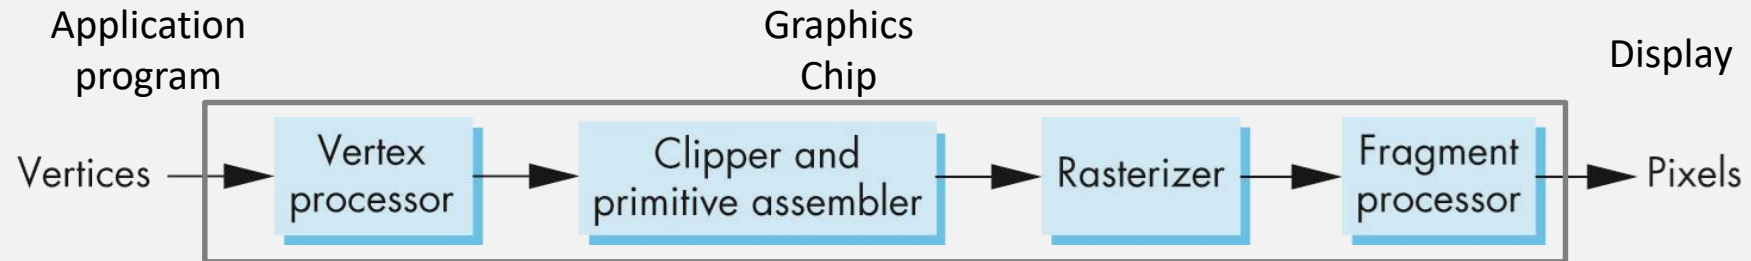 Application
program
Graphics
Chip
Display
Vertices
Vertex
processor
Clipper and
primitive assembler
Rasterizer
Fragment
processor
Pixels